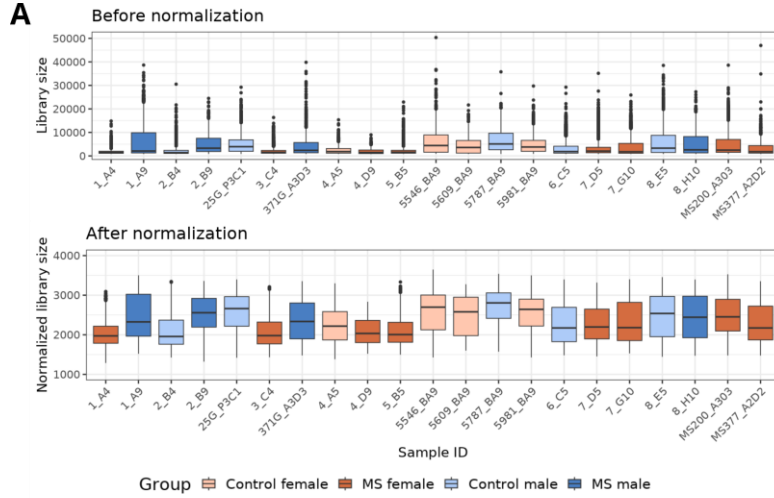 A
Before normalization
Library size
50000
40000
30000
20000
10000
0
1_A4 1_A9 2_B4 2_B9 25G_P3C1 3_C4 371G_A3D3 4_A5 4_D9 5_B5 5546_BA9 5609_BA9 5787_BA9 5981_BA9 6_C5 7_D5 7_G10 8_E5 8_H10 MS200_A303 MS377_A2D2
After normalization
Normalized library size
4000
3000
2000
1000
1_A4 1_A9 2_B4 2_B9 25G_P3C1 3_C4 371G_A3D3 4_A5 4_D9 5_B5 5546_BA9 5609_BA9 5787_BA9 5981_BA9 6_C5 7_D5 7_G10 8_E5 8_H10 MS200_A303 MS377_A2D2
Sample ID
Group Control female MS female Control male MS male